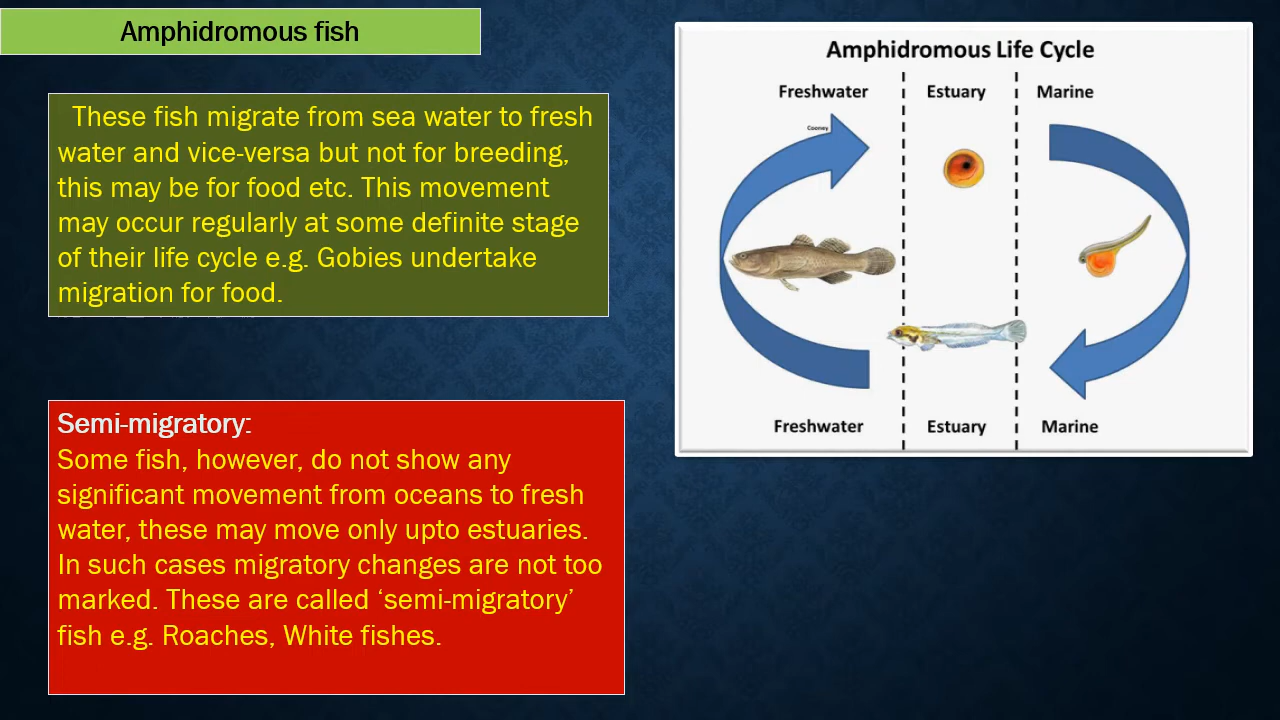 Amphidromous fish
These fish migrate from sea water to fresh
water and vice-versa but not for breeding,
this may be for food etc. This movement
may occur regularly at some definite stage
of their life cycle e.g. Gobies undertake
migration for food.
Semi-migratory:
Some fish, however, do not show any
significant movement from oceans to fresh
water, these may move only upto estuaries.
In such cases migratory changes are not too
marked. These are called ‘semi-migratory’
fish e.g. Roaches, White fishes.
Amphidromous Life Cycle
Freshwater Estuary Marine
Cooney
Freshwater Estuary Marine